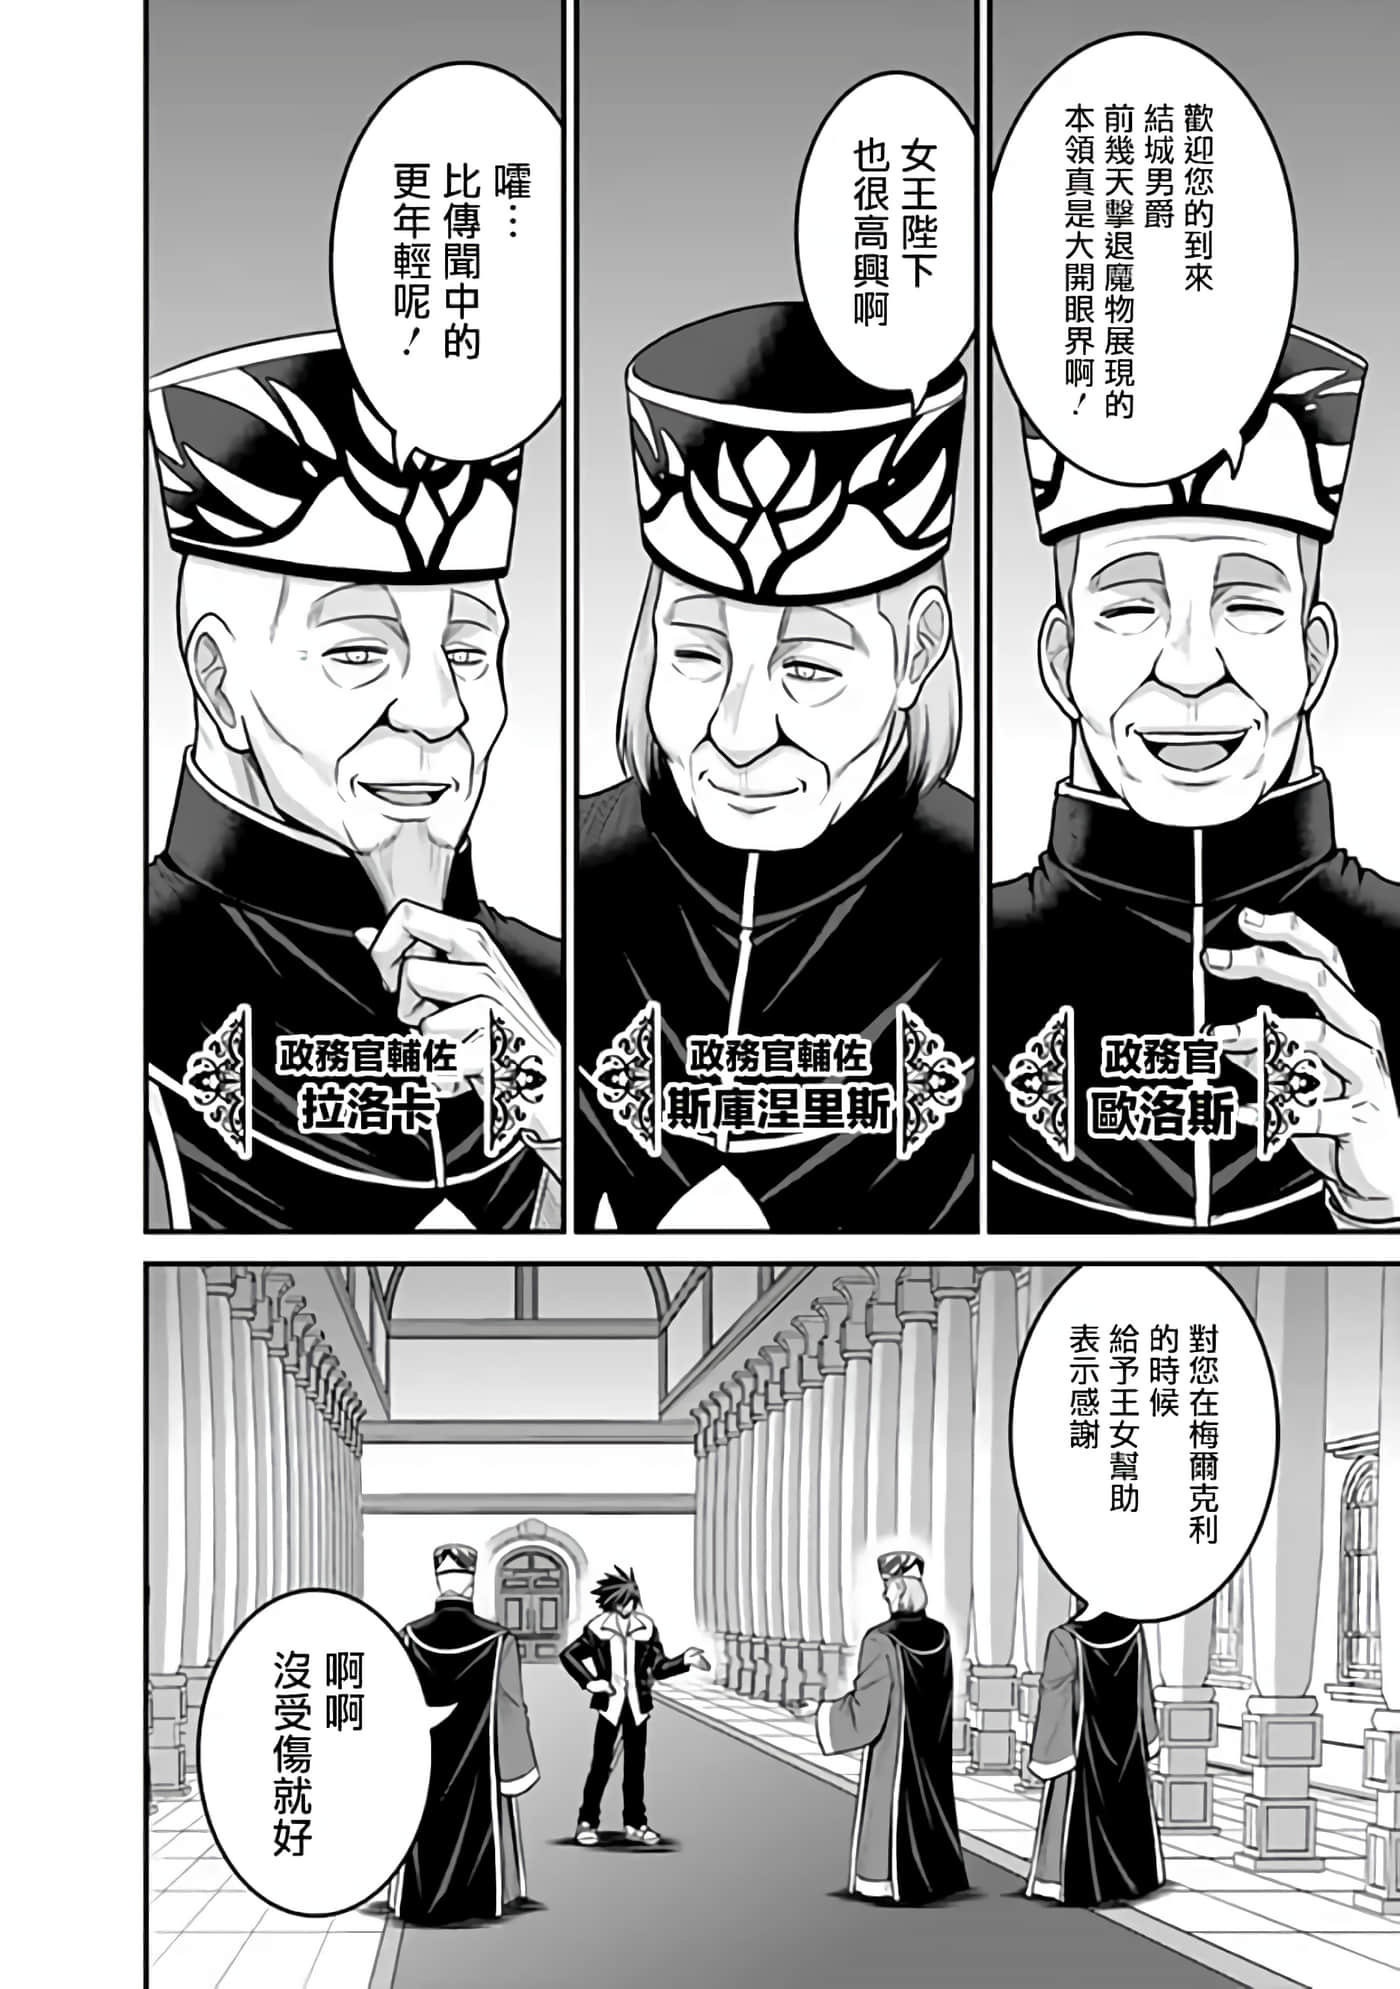 歡迎您的到來
結城男爵
前幾天擊退魔物展現的
本領真是大開眼界啊！
政務官
歐洛斯
女王陛下
也很高興啊
政務官輔佐
斯庫涅里斯
嚯…
比傳聞中的
更年輕呢！
政務官輔佐
拉洛卡
對您在梅爾克利
的時候
給予王女幫助
表示感謝
啊啊
沒受傷就好